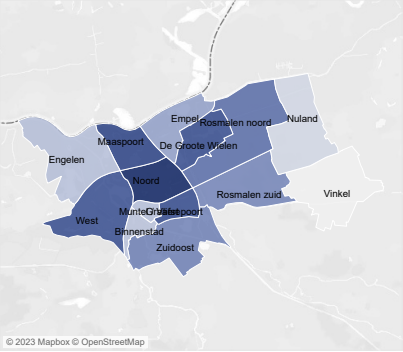 Empel
Rosmalen noord
Nuland
Maaspoort
De Groote Wielen
Engelen
Noord
Vinkel
Rosmalen zuid
West
Binnenstad
Zuidoost
© 2023 Mapbox © OpenStreetMap